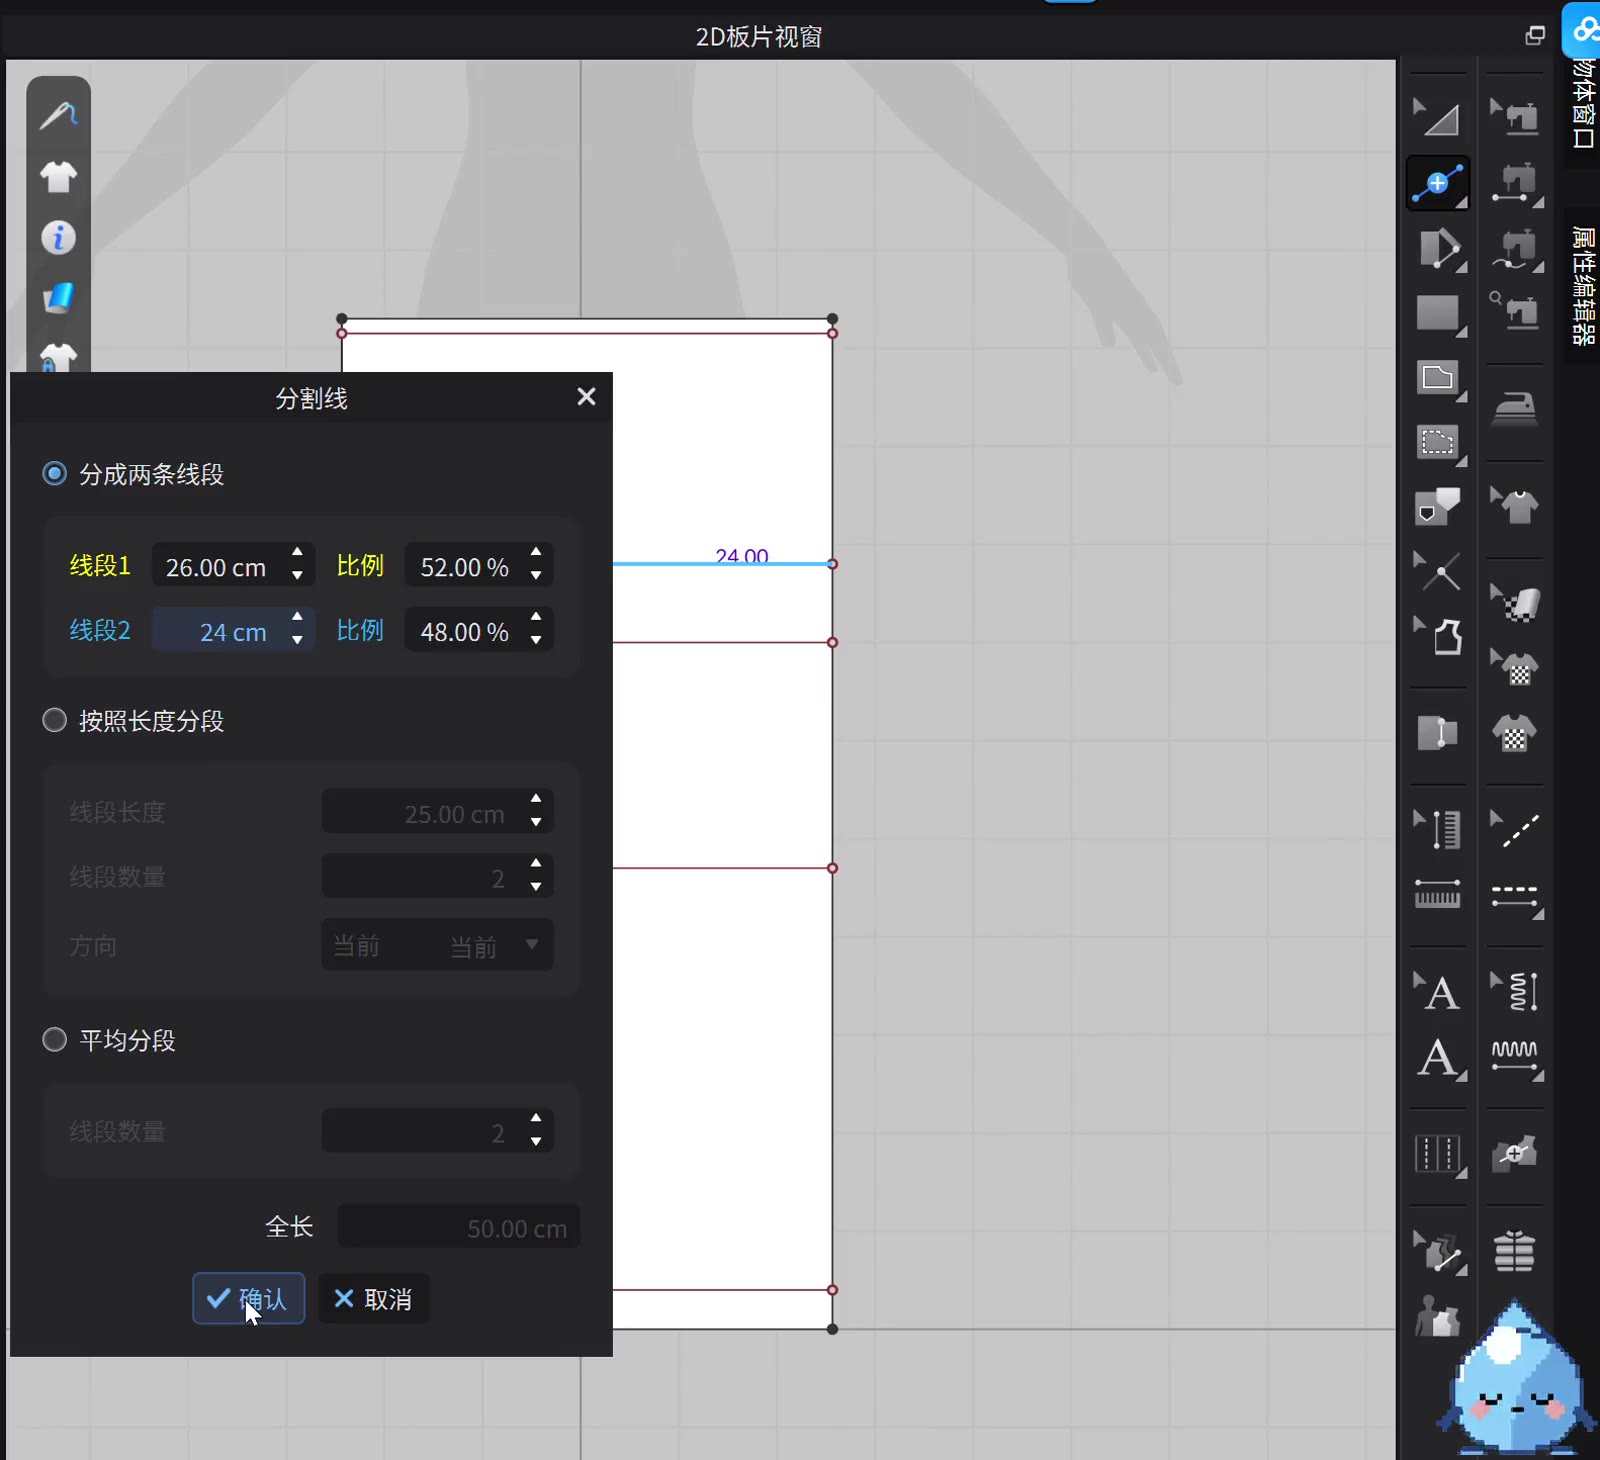 2D板片视窗
物体窗口
属性编辑器
分割线
分成两条线段
线段1 26.00 cm 比例 52.00 %
线段2 24 cm 比例 48.00 %
24.00
按照长度分段
线段长度 25.00 cm
线段数量 2
方向 当前 当前
平均分段
线段数量 2
全长 50.00 cm
确认 取消
A
A